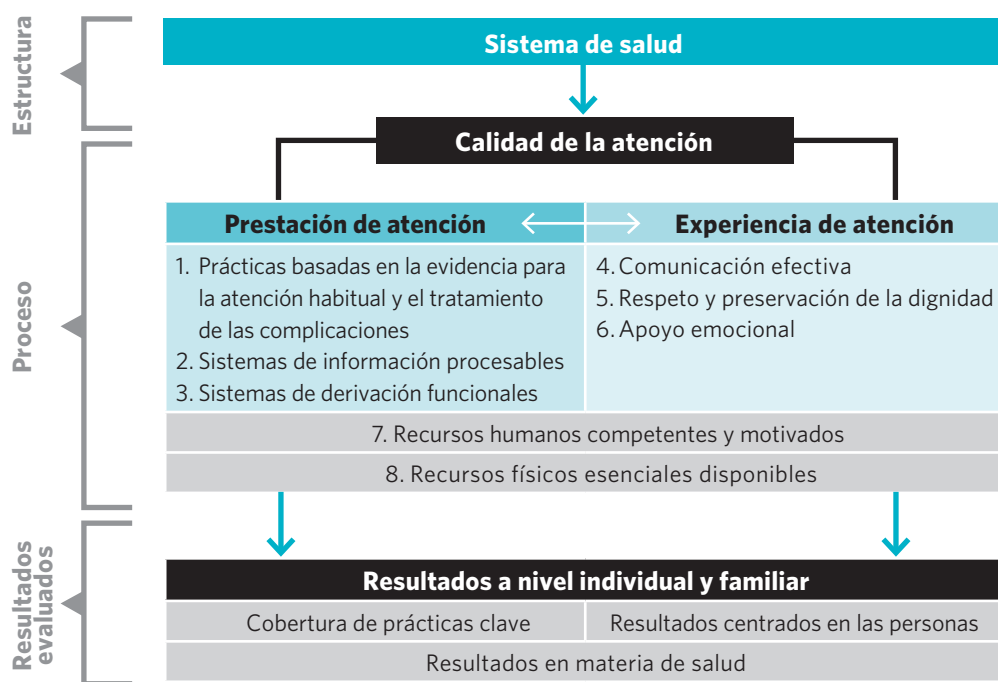 Estructura
Sistema de salud
Proceso
Calidad de la atención
Prestación de atención
Experiencia de atención
1. Prácticas basadas en la evidencia para
la atención habitual y el tratamiento
de las complicaciones
2. Sistemas de información procesables
3. Sistemas de derivación funcionales
4. Comunicación efectiva
5. Respeto y preservación de la dignidad
6. Apoyo emocional
7. Recursos humanos competentes y motivados
8. Recursos físicos esenciales disponibles
Resultados
evaluados
Resultados a nivel individual y familiar
Cobertura de prácticas clave
Resultados centrados en las personas
Resultados en materia de salud